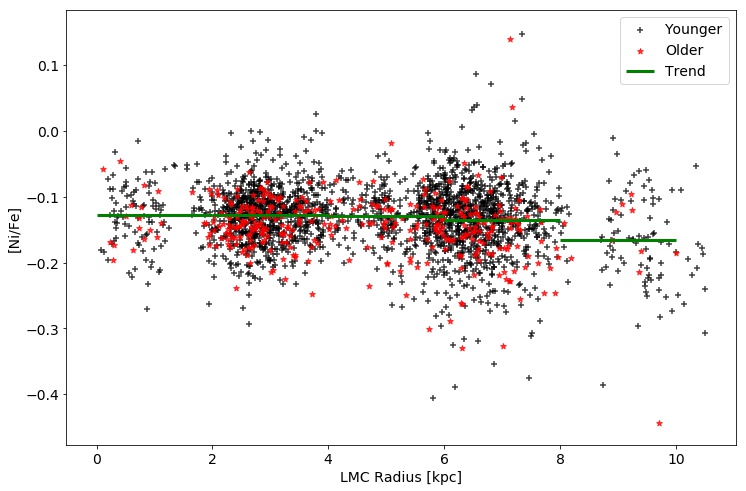 Younger
Older
Trend
0.1
0.0
−0.1
−0.2
−0.3
−0.4
[Ni/Fe]
0 2 4 6 8 10
LMC Radius [kpc]